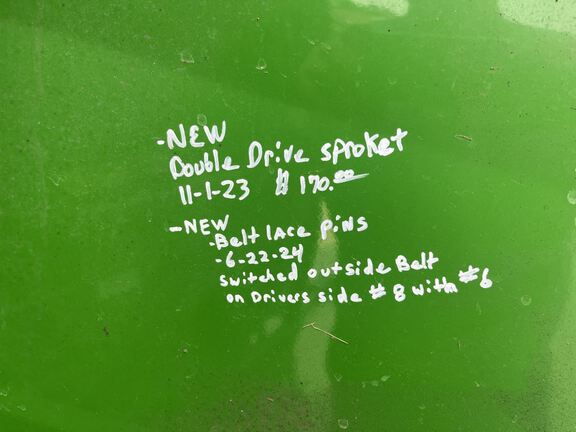 -NEW
Double Drive sproket
11-1-23 $ 170.00
-NEW
-Belt lace pins
-6-22-24
switched outside Belt
on Drivers side #8 with #6